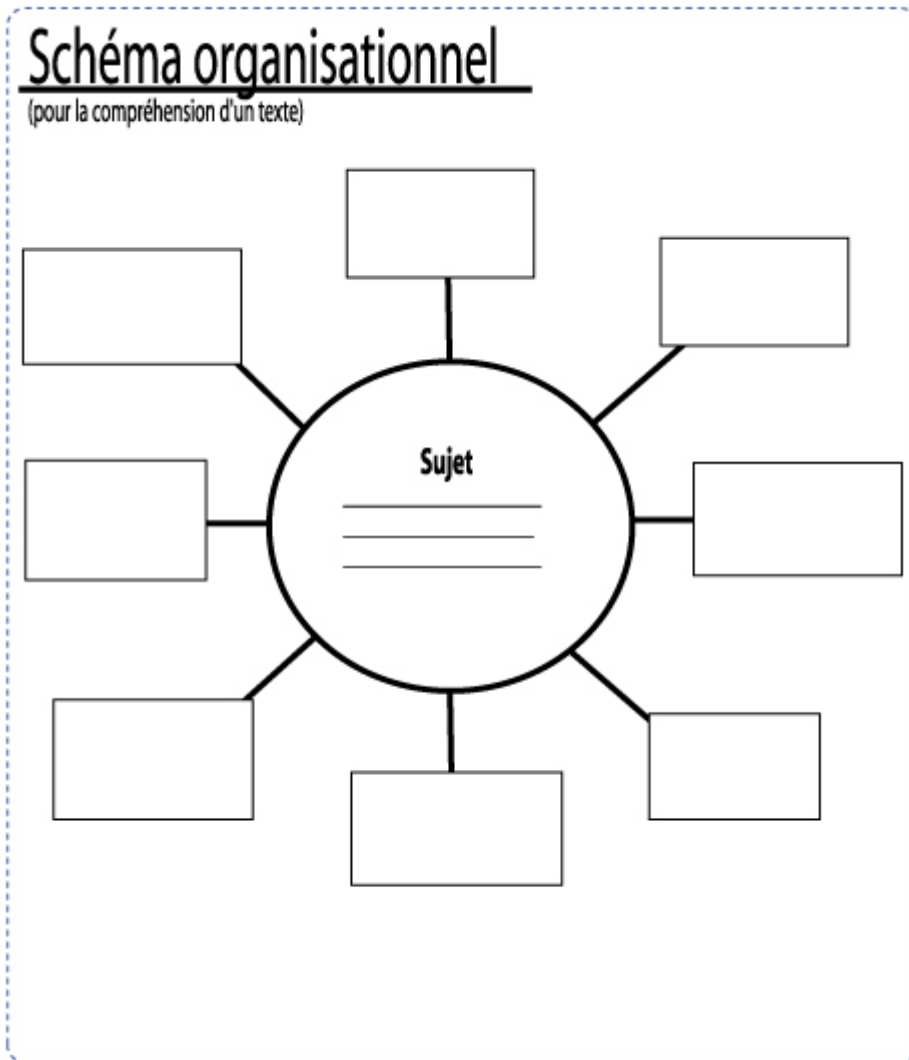 Schéma organisationnel
(pour la compréhension d'un texte)
Sujet